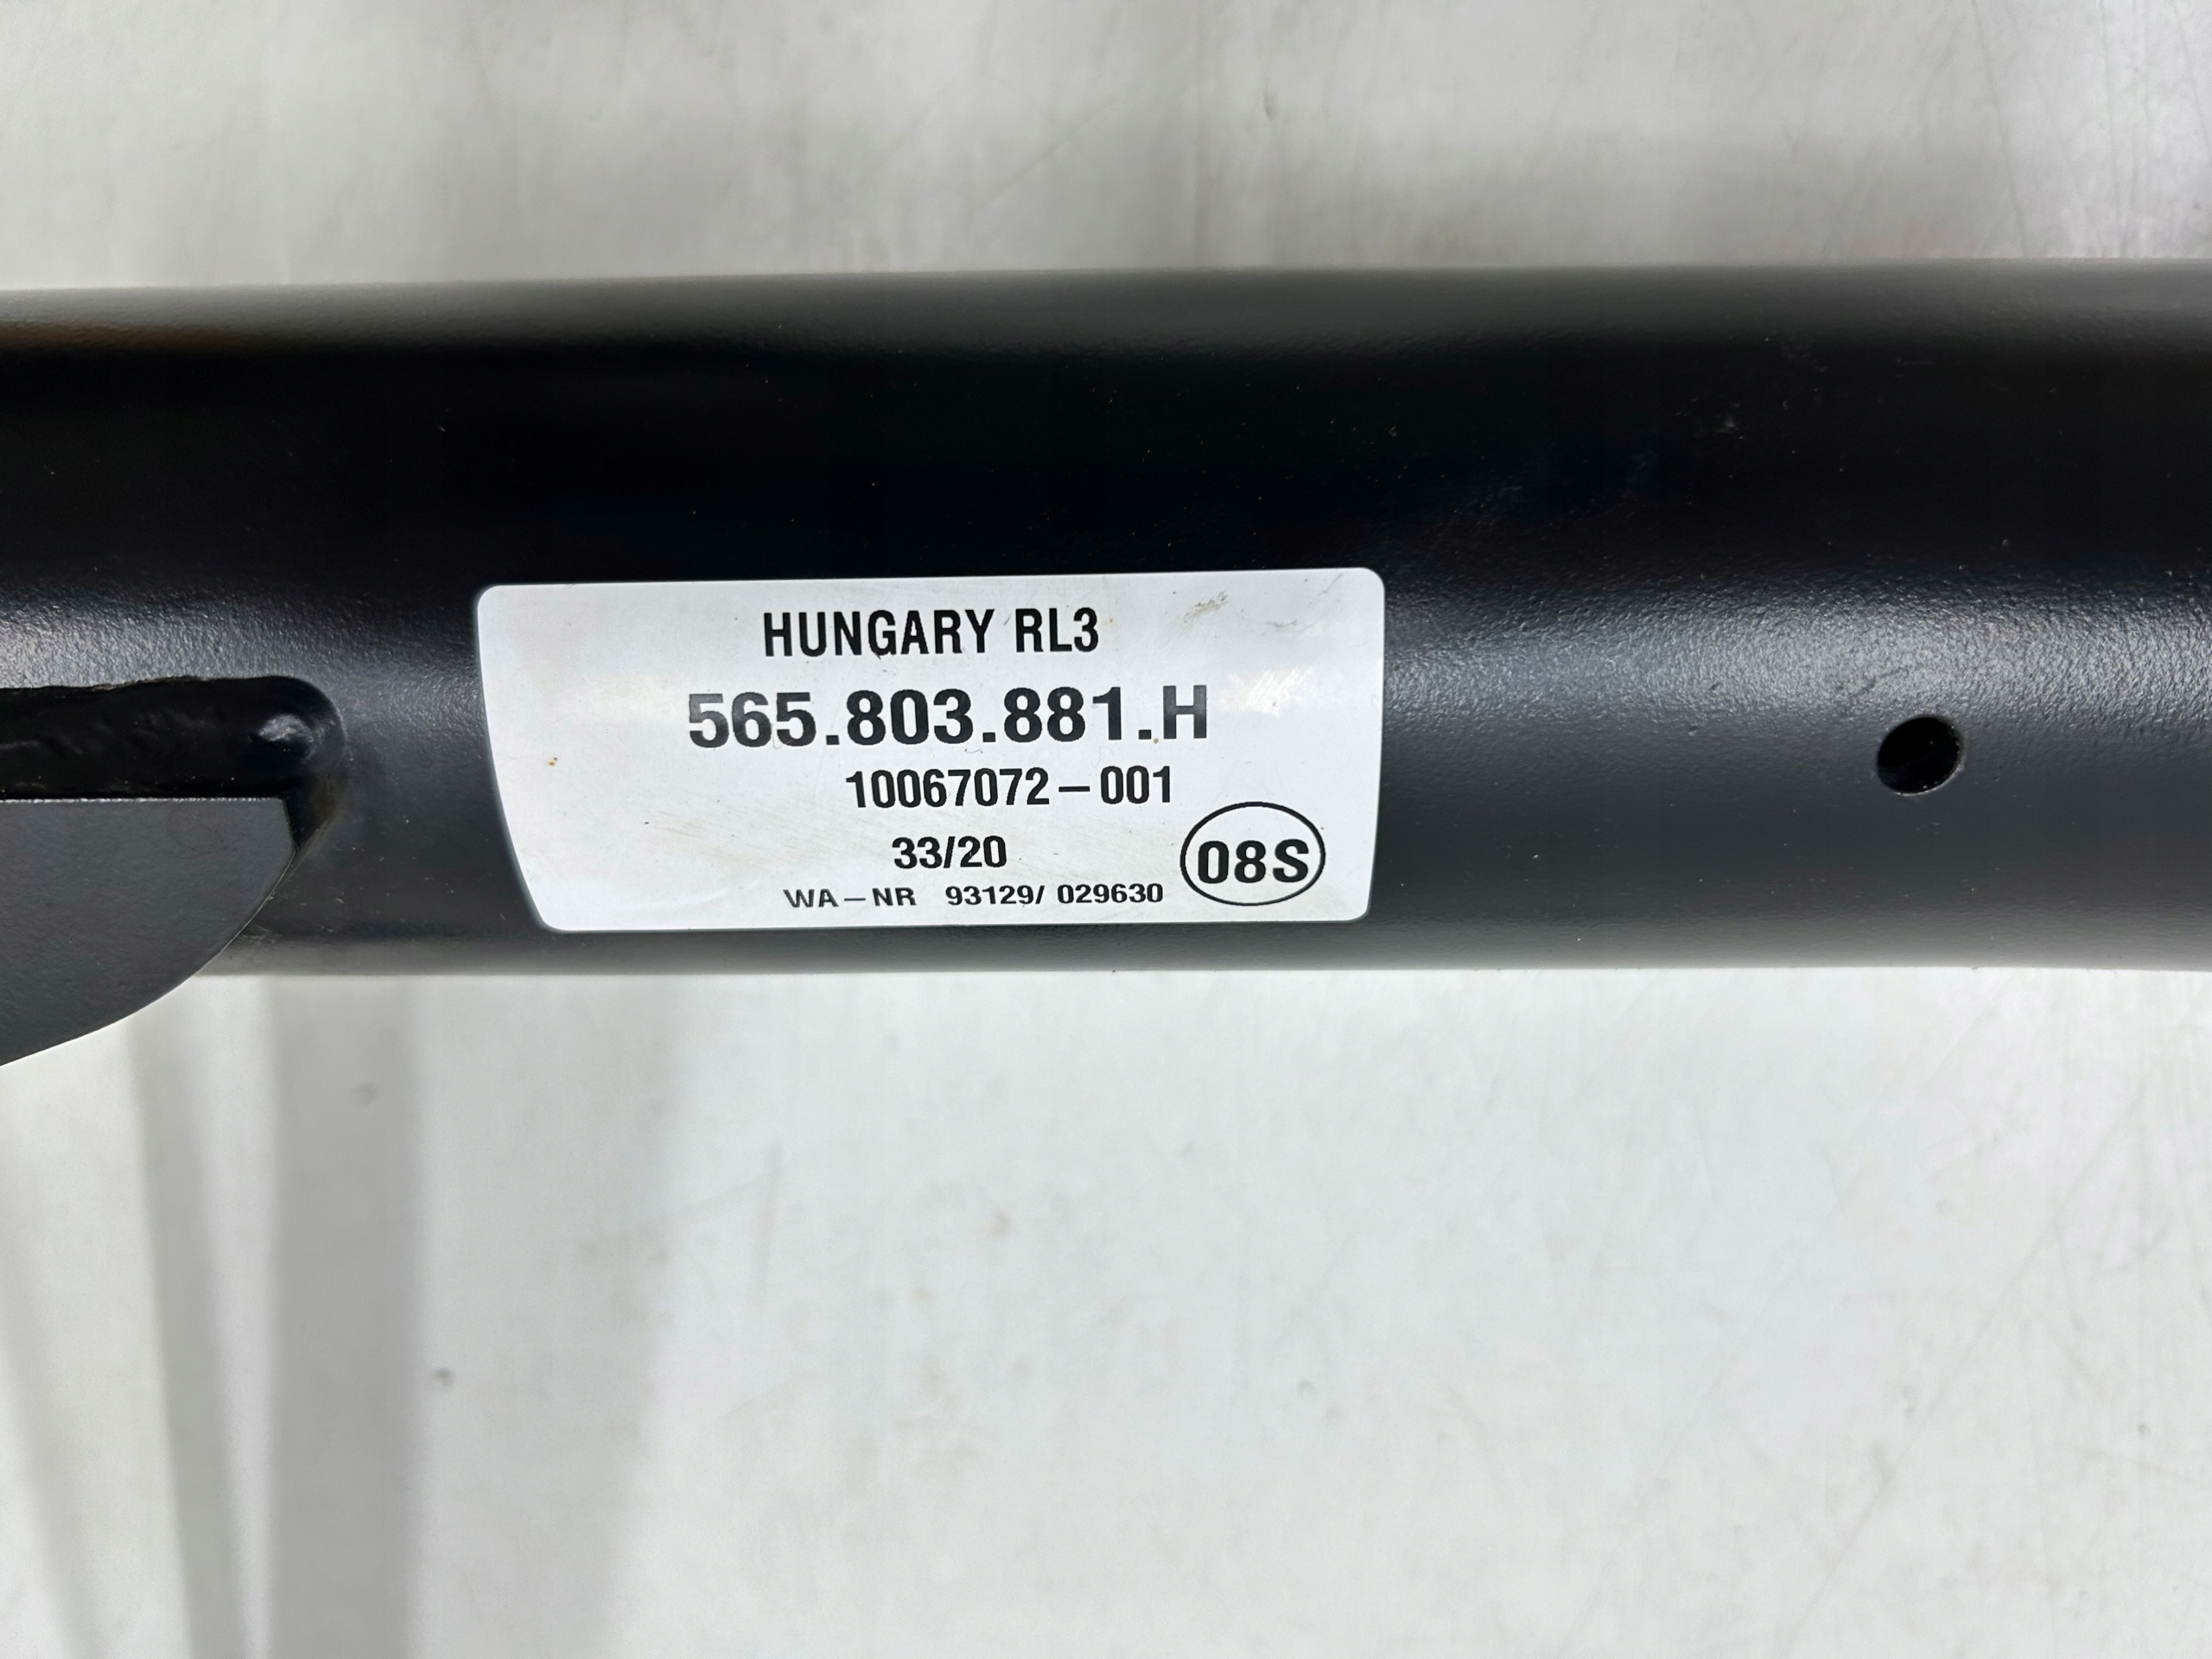 HUNGARY RL3
565.803.881.H
10067072-001
33/20
08S
WA-NR 93129/ 029630